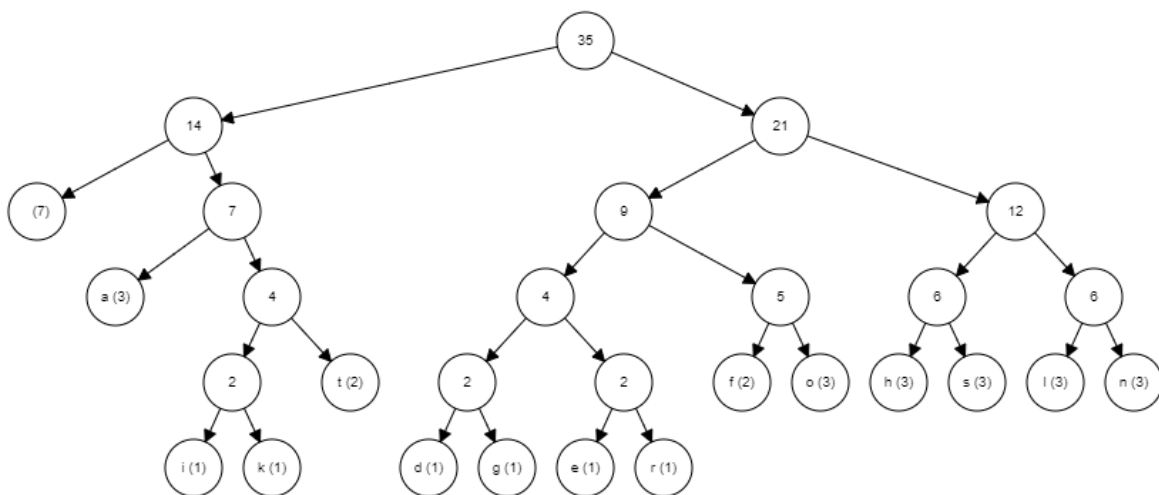 35
14 21
(7) 7 9 12
a (3) 4 4 5 6 6
2 t (2) 2 2 f (2) o (3) h (3) s (3) l (3) n (3)
i (1) k (1) d (1) g (1) e (1) r (1)